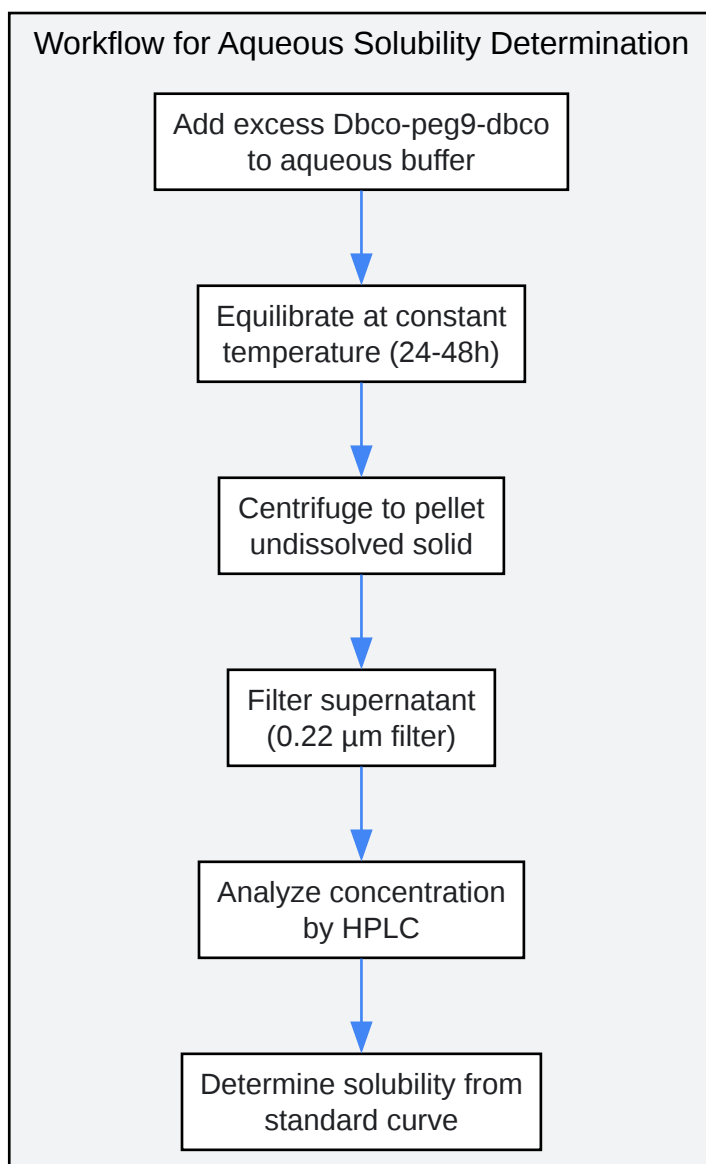 Workflow for Aqueous Solubility Determination
Add excess Dbco-peg9-dbco
to aqueous buffer
Equilibrate at constant
temperature (24-48h)
Centrifuge to pellet
undissolved solid
Filter supernatant
(0.22 µm filter)
Analyze concentration
by HPLC
Determine solubility from
standard curve